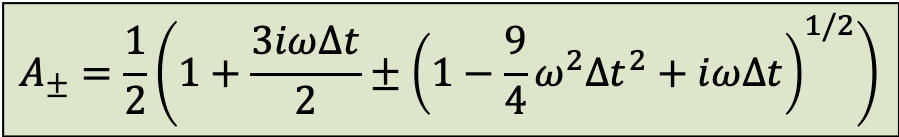 A± = 1/2 (1 + 3iωΔt/2 ± (1 − 9/4 ω²Δt² + iωΔt)^1/2)